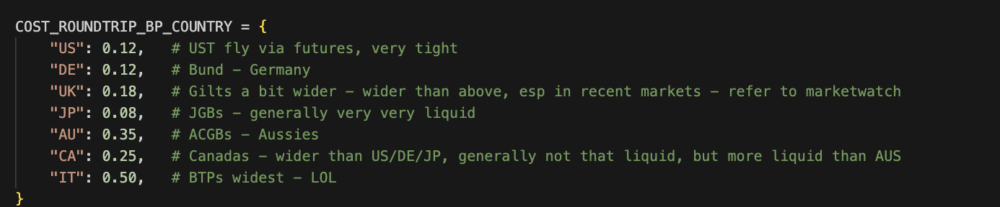 COST_ROUNDTRIP_BP_COUNTRY = {
    "US": 0.12,   # UST fly via futures, very tight
    "DE": 0.12,   # Bund – Germany
    "UK": 0.18,   # Gilts a bit wider – wider than above, esp in recent markets – refer to marketwatch
    "JP": 0.08,   # JGBs – generally very very liquid
    "AU": 0.35,   # ACGBs – Aussies
    "CA": 0.25,   # Canadas – wider than US/DE/JP, generally not that liquid, but more liquid than AUS
    "IT": 0.50,   # BTPs widest – LOL
}